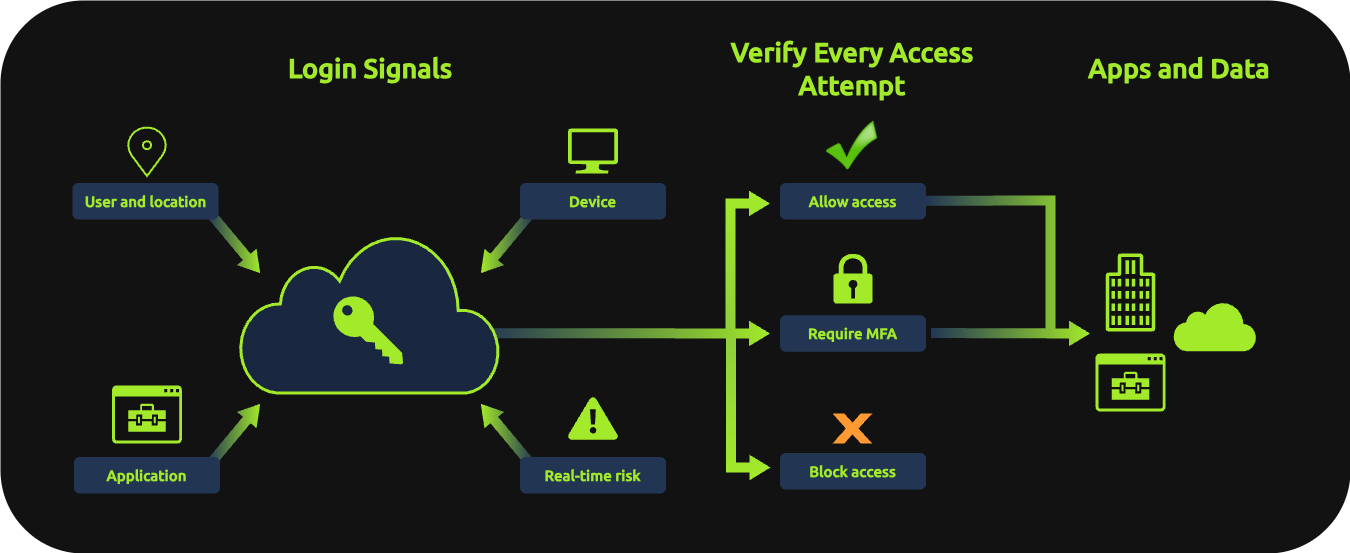 Login Signals
Verify Every Access
Attempt
Apps and Data
User and location
Device
Allow access
Require MFA
Application
Real-time risk
Block access